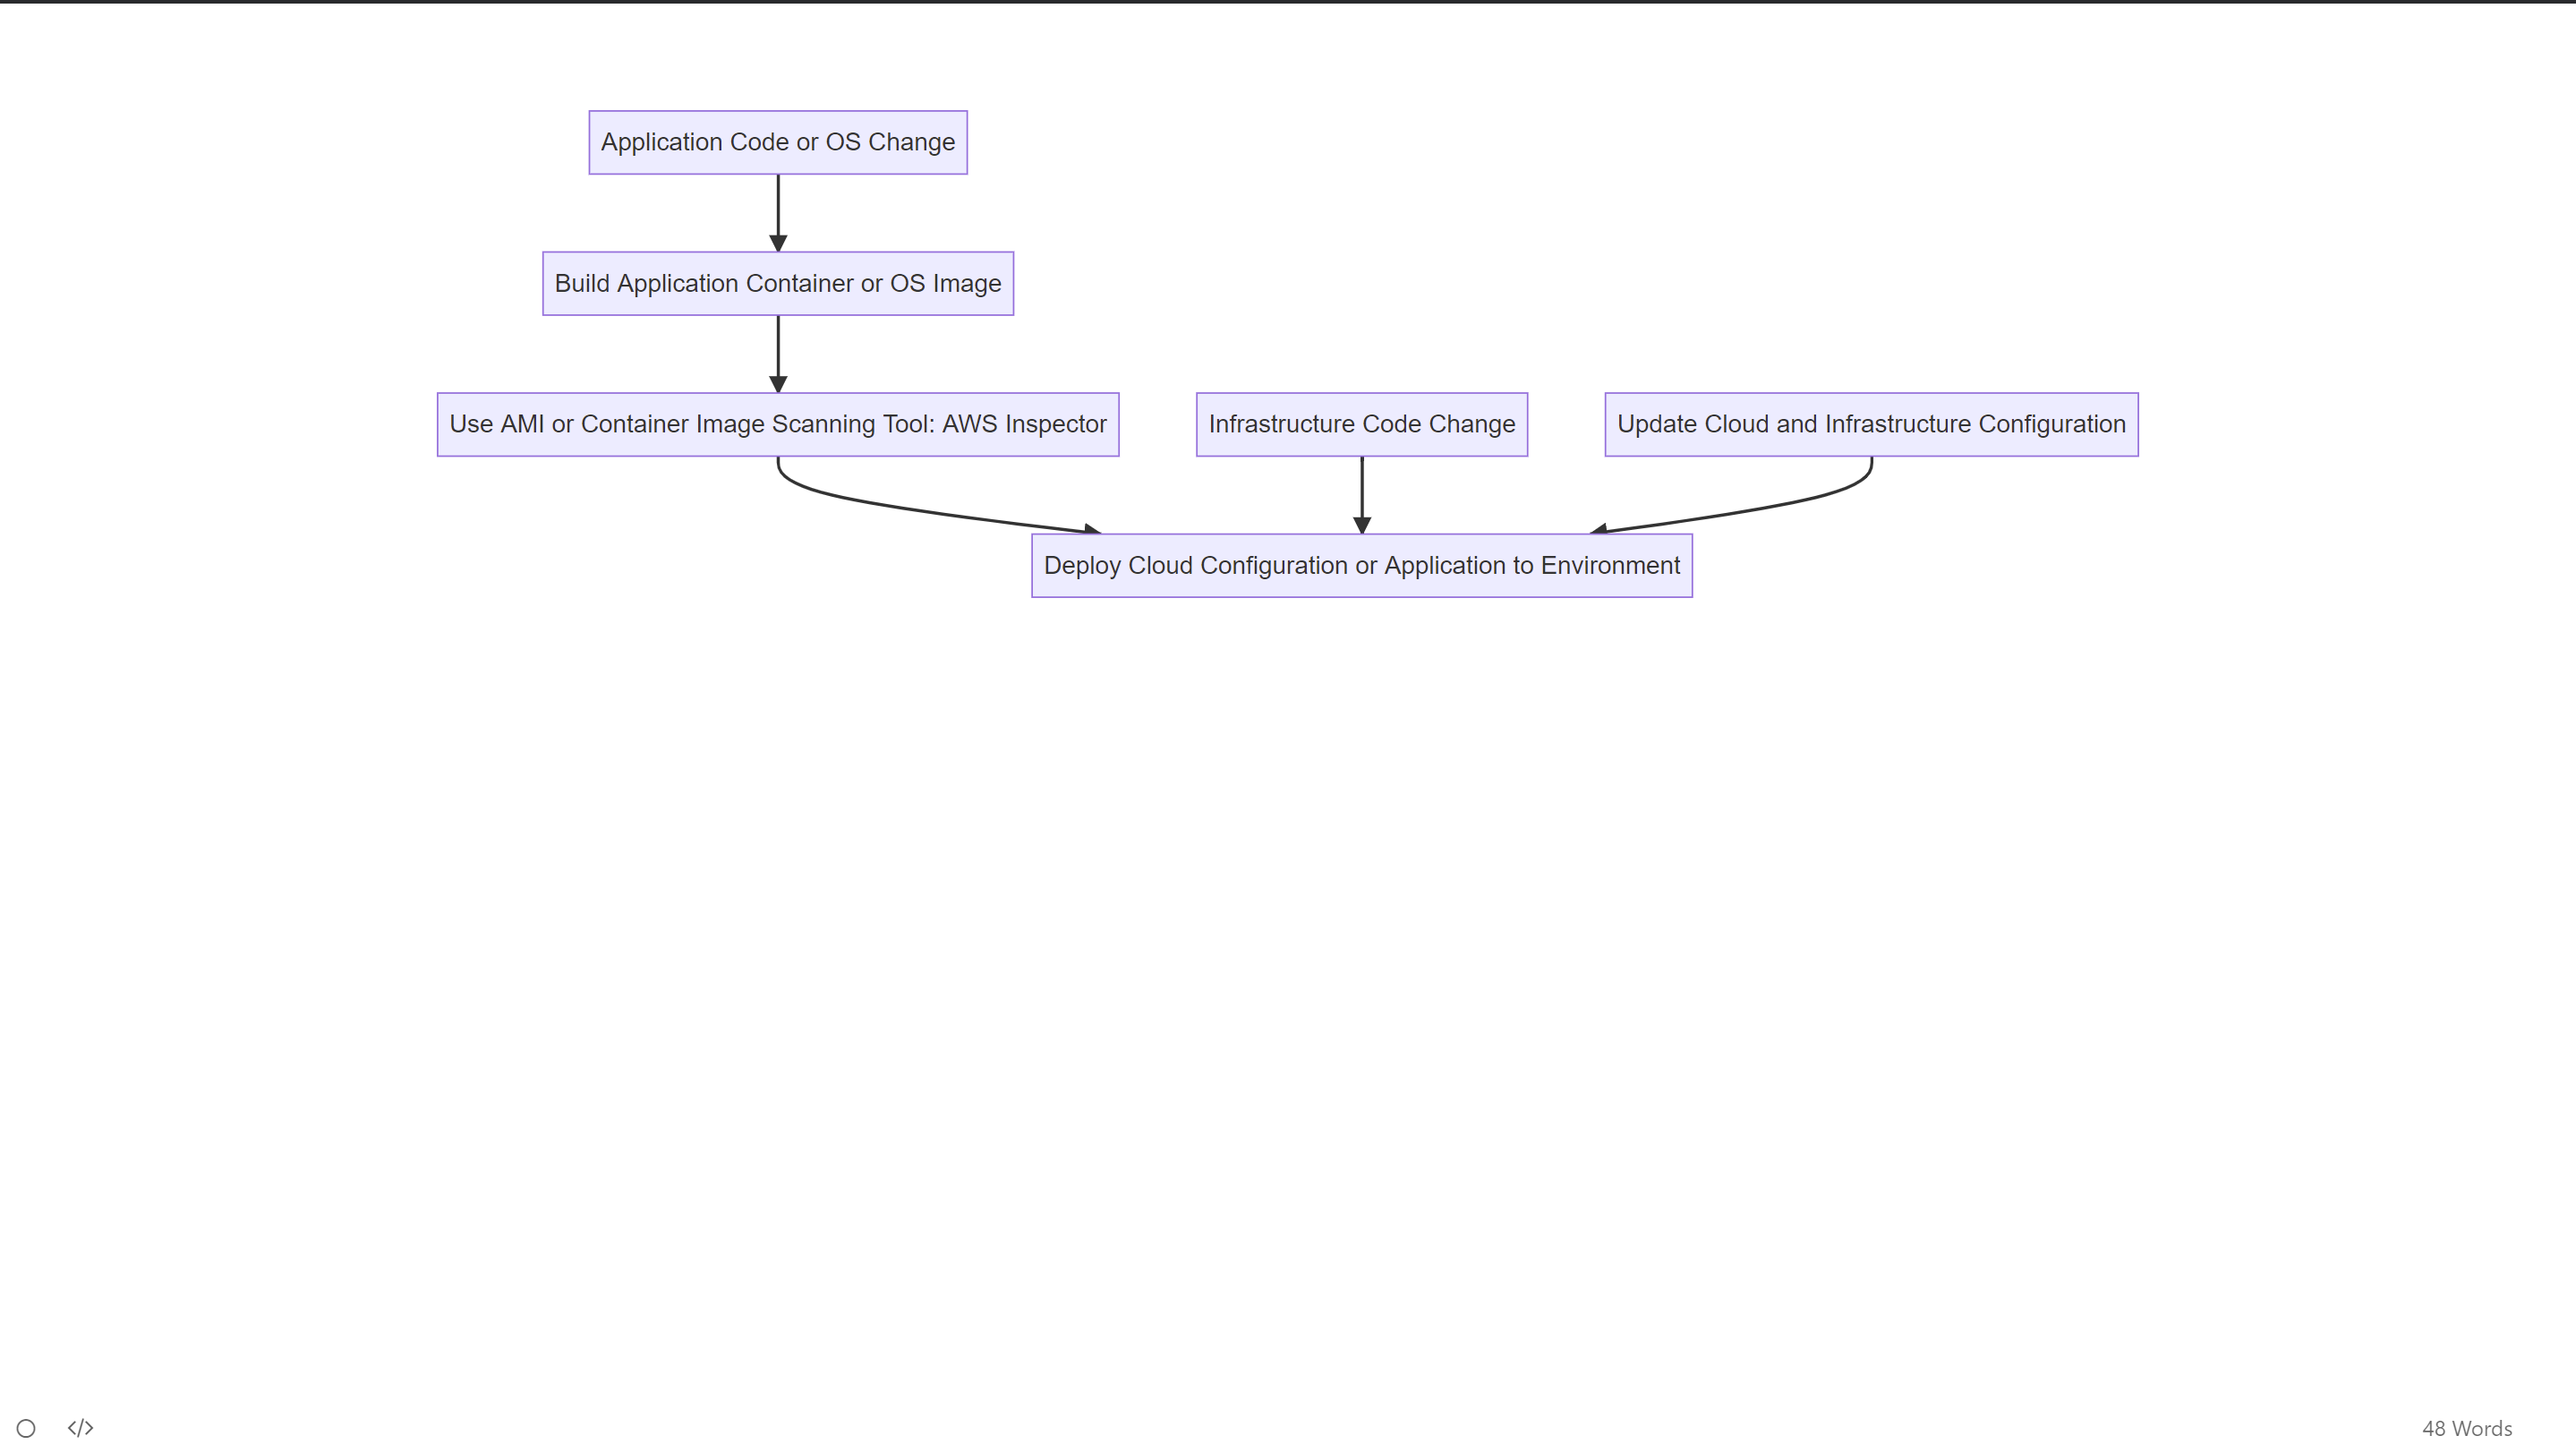 Application Code or OS Change
Build Application Container or OS Image
Use AMI or Container Image Scanning Tool: AWS Inspector
Infrastructure Code Change
Update Cloud and Infrastructure Configuration
Deploy Cloud Configuration or Application to Environment
</>
48 Words